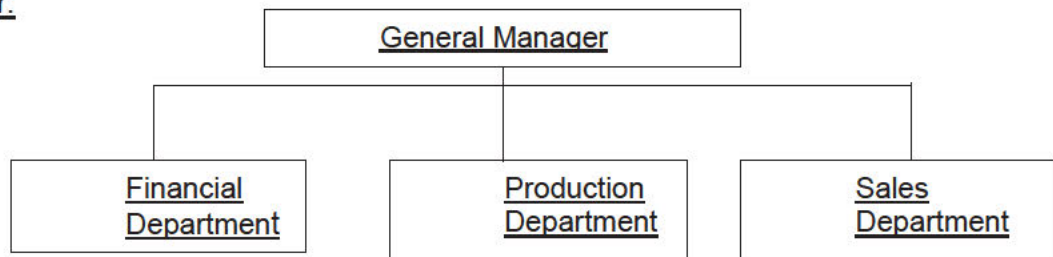 General Manager
Financial
Department
Production
Department
Sales
Department